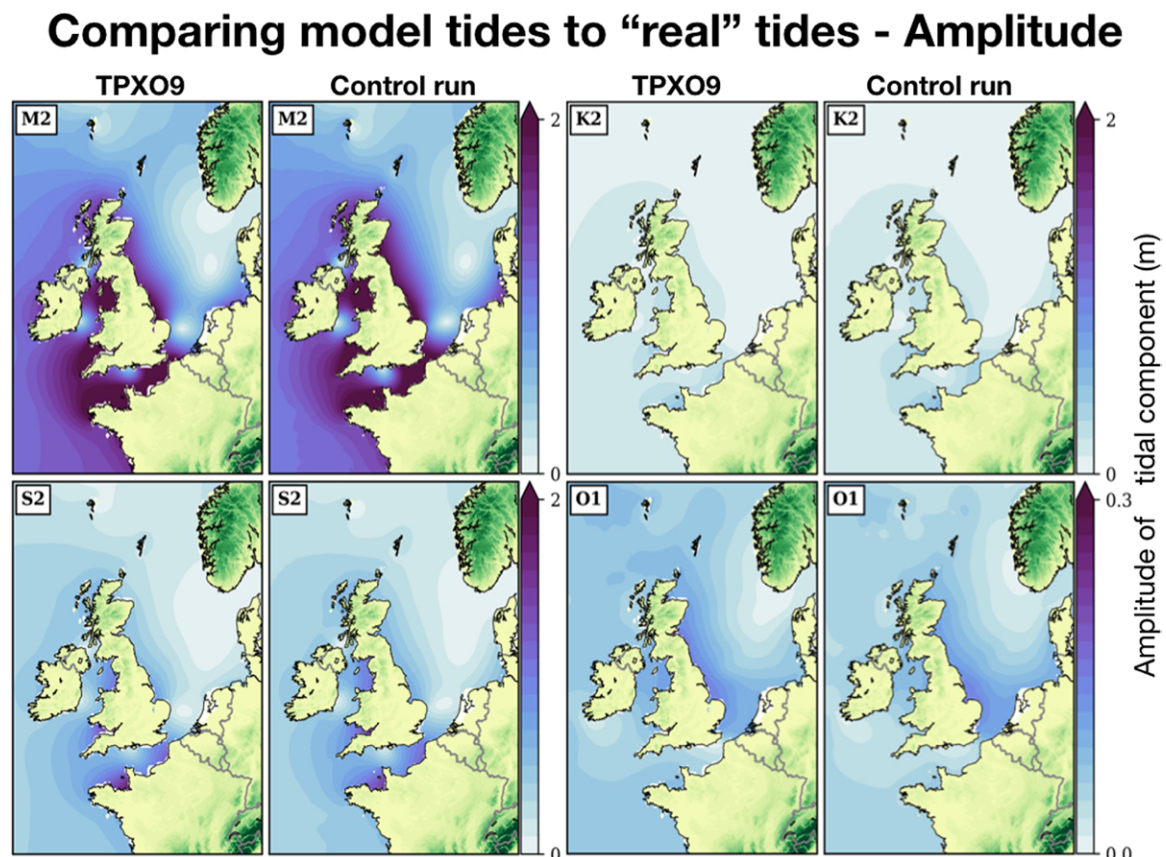 Comparing model tides to “real” tides - Amplitude
TPXO9
Control run
TPXO9
Control run
M2
M2
2
0
K2
K2
2
0
S2
S2
2
0
O1
O1
0.3
0.0
Amplitude of tidal component (m)